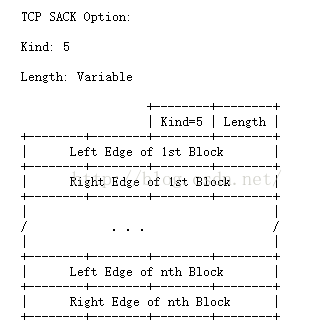 TCP SACK Option:
Kind: 5
Length: Variable
Kind=5 | Length
Left Edge of 1st Block
Right Edge of 1st Block
/ . . . /
Left Edge of nth Block
Right Edge of nth Block